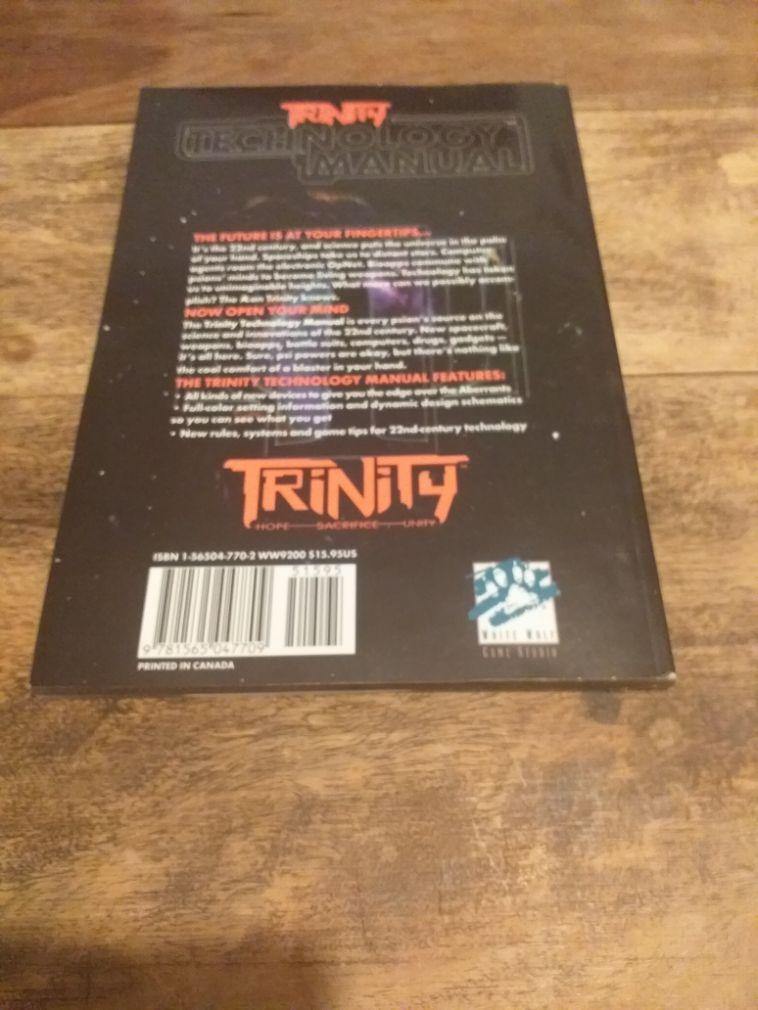 TRINITY
TECHNOLOGY
MANUAL
THE FUTURE IS AT YOUR FINGERTIPS...
It's the 22nd century, and science puts the universe in the palm
of your hand. Spaceships take us to distant stars. Computer
agents roam the electronic OpNet. Bioapps resonate with
psions' minds to become living weapons. Technology has taken
us to unimaginable heights. What more can we possibly accom-
plish? The Æon Trinity knows.
NOW OPEN YOUR MIND
The Trinity Technology Manual is every psion's source on the
science and innovations of the 22nd century. New spacecraft,
weapons, bioapps, battle suits, computers, drugs, gadgets —
it's all here. Sure, psi powers are okay, but there's nothing like
the cool comfort of a blaster in your hand.
THE TRINITY TECHNOLOGY MANUAL FEATURES:
• All kinds of new devices to give you the edge over the Aberrants
• Full-color setting information and dynamic design schematics
so you can see what you get
• New rules, systems and game tips for 22nd-century technology
TRINITY™
HOPE SACRIFICE UNITY
ISBN 1-56504-770-2 WW9200 $15.95US
51595
9 781565 047709
PRINTED IN CANADA
WHITE WOLF
GAME STUDIO